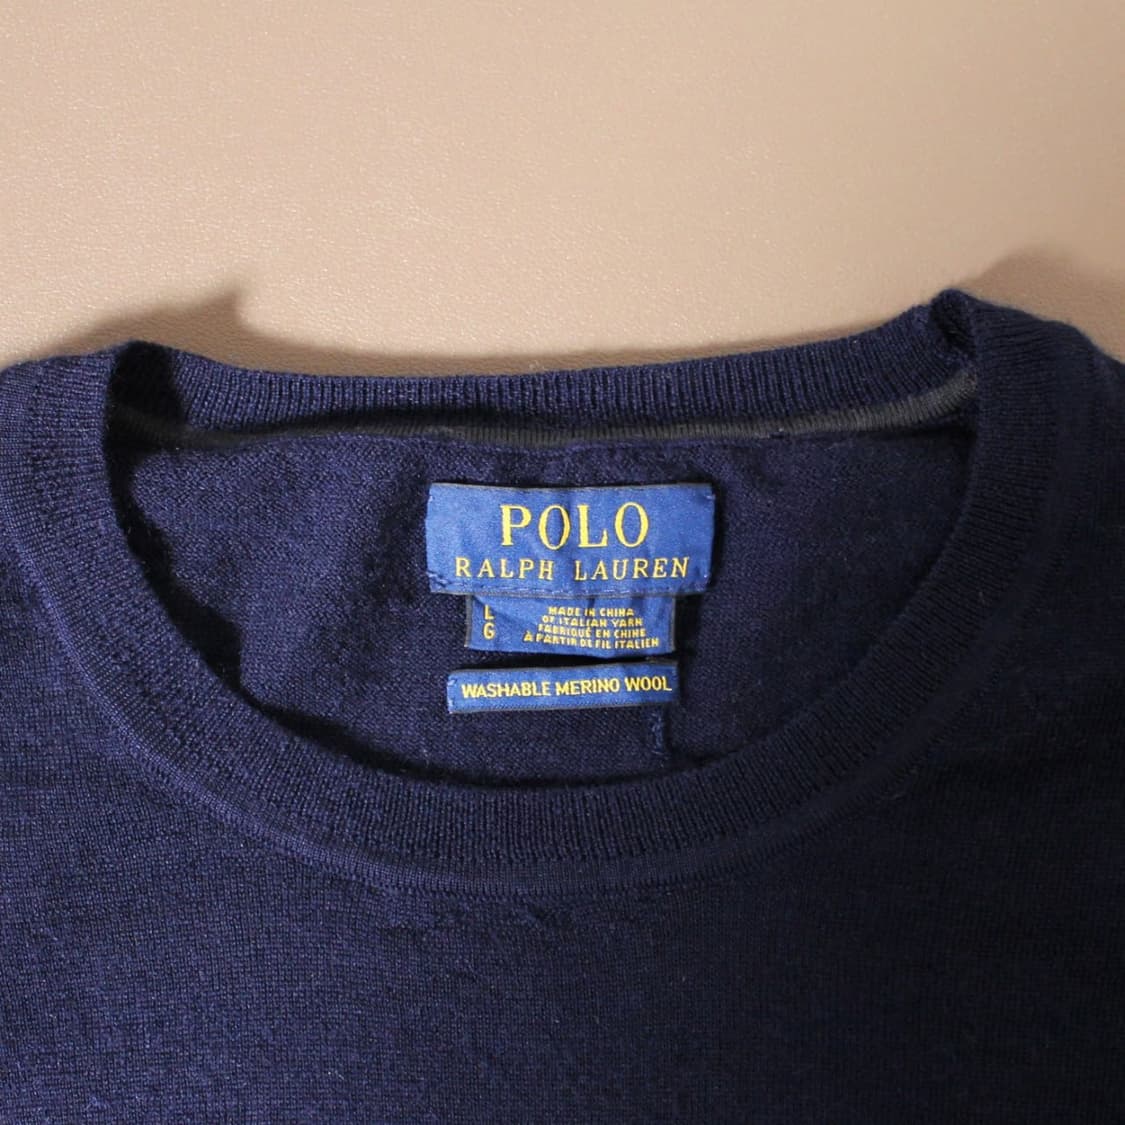 POLO
RALPH LAUREN
L
G
MADE IN CHINA
OF ITALIAN YARN
FABRIQUÉ EN CHINE
À PARTIR DE FIL ITALIEN
WASHABLE MERINO WOOL